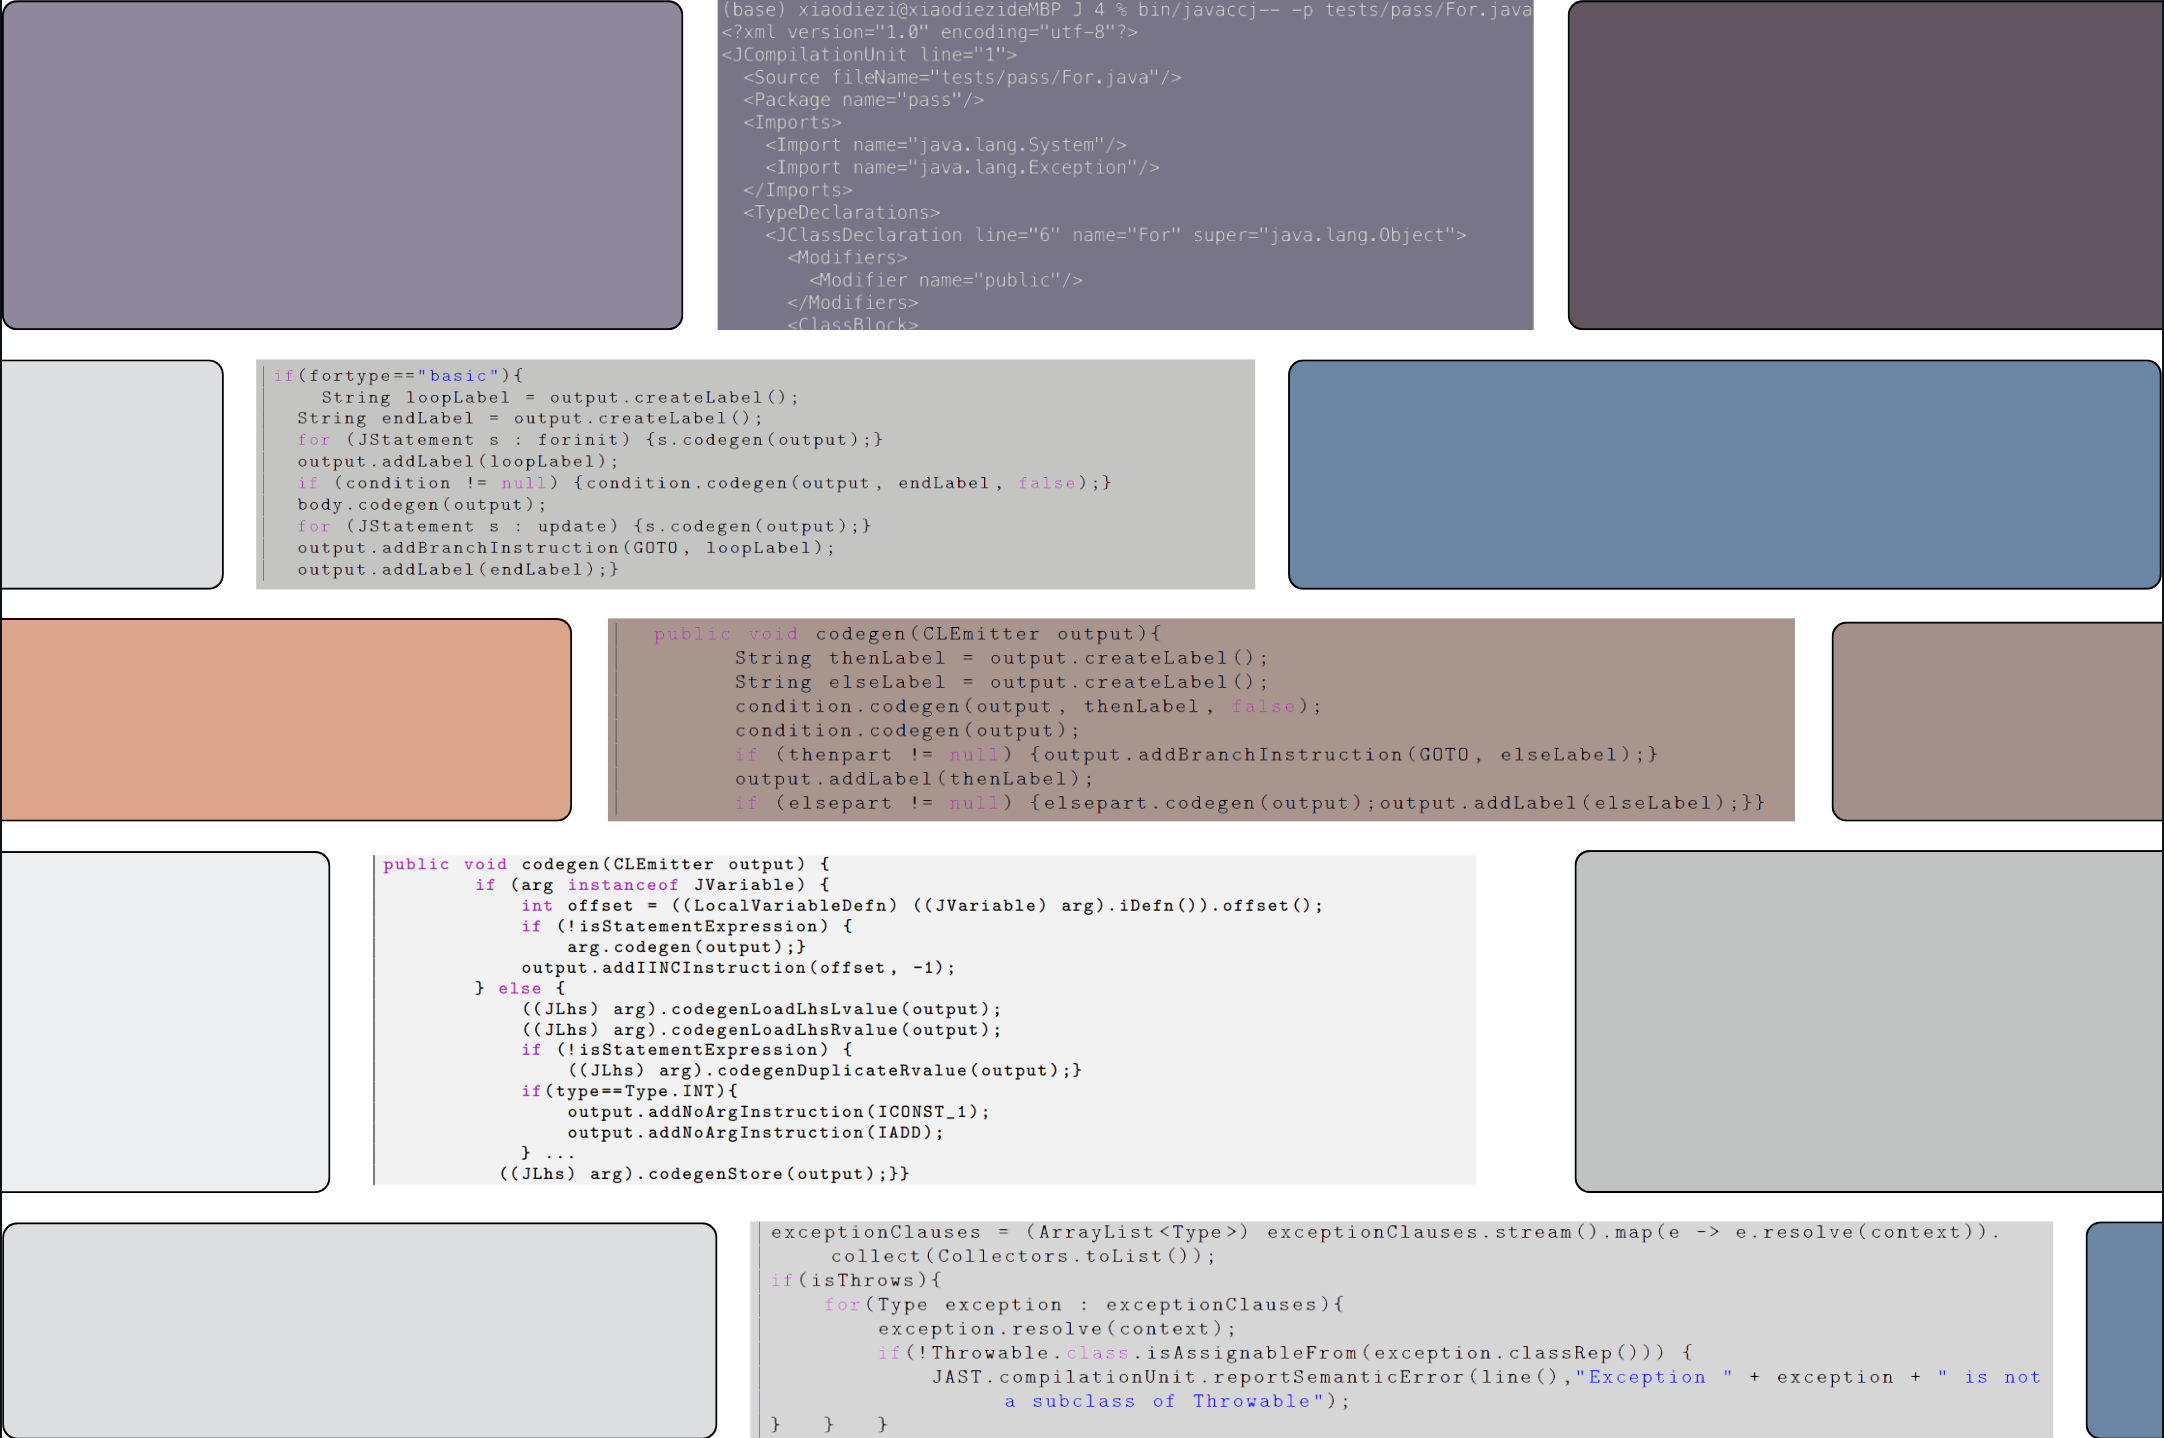 (base) xiaodiezi@xiaodiezideMBP J 4 % bin/javaccj-- -p tests/pass/For.java
<?xml version="1.0" encoding="utf-8"?>
<JCompilationUnit line="1">
  <Source fileName="tests/pass/For.java"/>
  <Package name="pass"/>
  <Imports>
    <Import name="java.lang.System"/>
    <Import name="java.lang.Exception"/>
  </Imports>
  <TypeDeclarations>
    <JClassDeclaration line="6" name="For" super="java.lang.Object">
      <Modifiers>
        <Modifier name="public"/>
      </Modifiers>
      <ClassBlock>
if(fortype=="basic"){
    String loopLabel = output.createLabel();
  String endLabel = output.createLabel();
  for (JStatement s : forinit) {s.codegen(output);}
  output.addLabel(loopLabel);
  if (condition != null) {condition.codegen(output, endLabel, false);}
  body.codegen(output);
  for (JStatement s : update) {s.codegen(output);}
  output.addBranchInstruction(GOTO, loopLabel);
  output.addLabel(endLabel);}
public void codegen(CLEmitter output){
      String thenLabel = output.createLabel();
      String elseLabel = output.createLabel();
      condition.codegen(output, thenLabel, false);
      condition.codegen(output);
      if (thenpart != null) {output.addBranchInstruction(GOTO, elseLabel);}
      output.addLabel(thenLabel);
      if (elsepart != null) {elsepart.codegen(output);output.addLabel(elseLabel);}}
public void codegen(CLEmitter output) {
        if (arg instanceof JVariable) {
            int offset = ((LocalVariableDefn) ((JVariable) arg).iDefn()).offset();
            if (!isStatementExpression) {
                arg.codegen(output);}
            output.addIINCInstruction(offset, -1);
        } else {
            ((JLhs) arg).codegenLoadLhsLvalue(output);
            ((JLhs) arg).codegenLoadLhsRvalue(output);
            if (!isStatementExpression) {
                ((JLhs) arg).codegenDuplicateRvalue(output);}
            if(type==Type.INT){
                output.addNoArgInstruction(ICONST_1);
                output.addNoArgInstruction(IADD);
            } ...
          ((JLhs) arg).codegenStore(output);}}
exceptionClauses = (ArrayList<Type>) exceptionClauses.stream().map(e -> e.resolve(context)).
    collect(Collectors.toList());
if(isThrows){
    for(Type exception : exceptionClauses){
        exception.resolve(context);
        if(!Throwable.class.isAssignableFrom(exception.classRep())) {
            JAST.compilationUnit.reportSemanticError(line(),"Exception " + exception + " is not
                a subclass of Throwable");
}   }   }